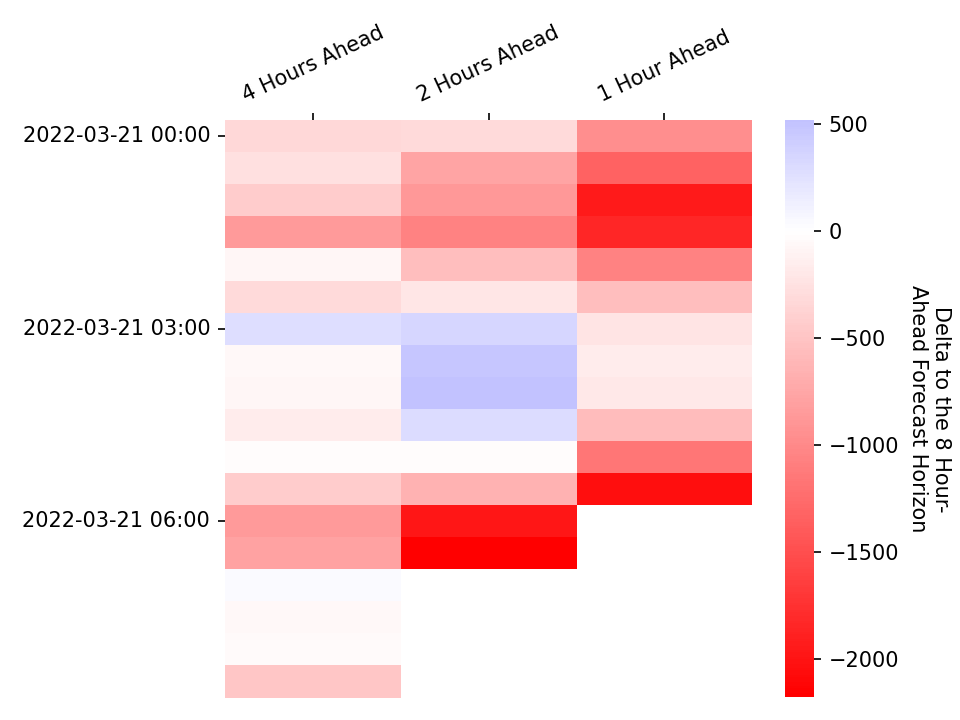 4 Hours Ahead
2 Hours Ahead
1 Hour Ahead
2022-03-21 00:00
2022-03-21 03:00
2022-03-21 06:00
500
0
−500
−1000
−1500
−2000
Delta to the 8 Hour-
Ahead Forecast Horizon